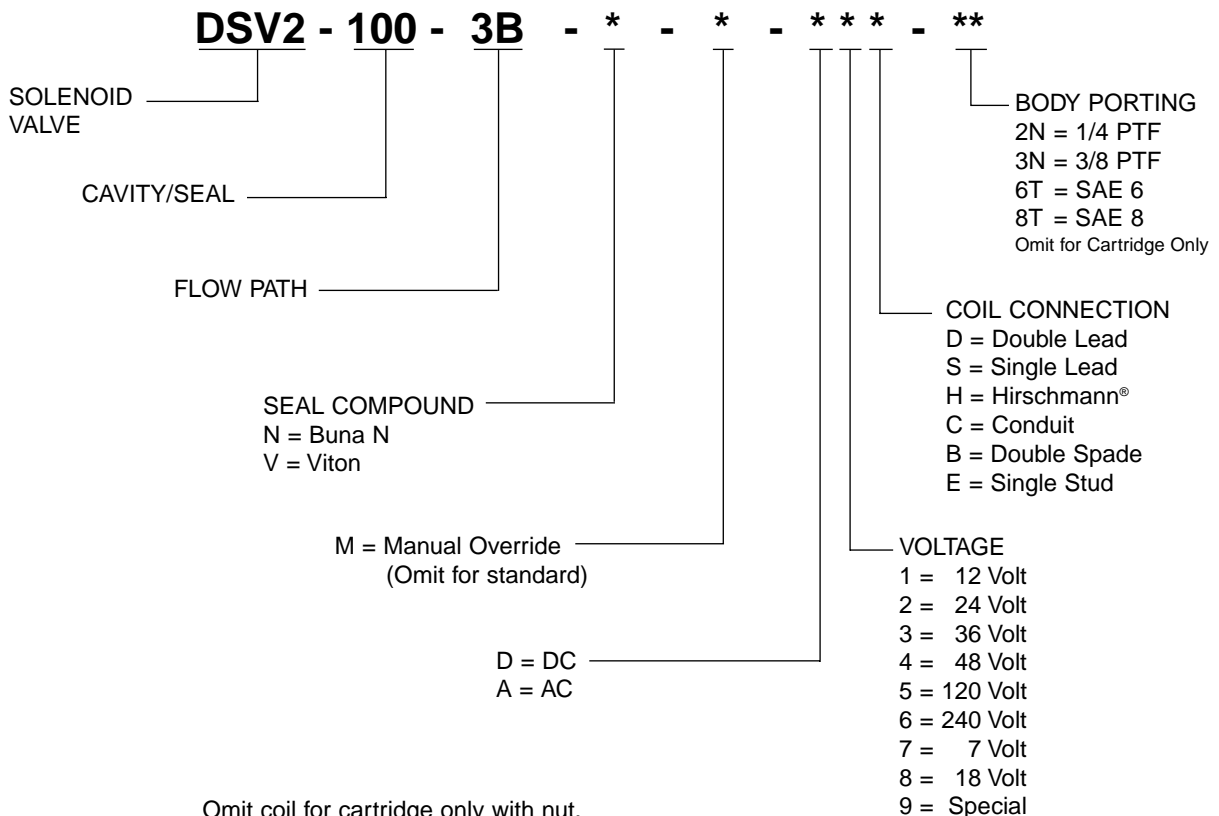 DSV2 - 100 - 3B - * - * - * * * - **
SOLENOID
VALVE
CAVITY/SEAL
FLOW PATH
SEAL COMPOUND
N = Buna N
V = Viton
M = Manual Override
(Omit for standard)
D = DC
A = AC
BODY PORTING
2N = 1/4 PTF
3N = 3/8 PTF
6T = SAE 6
8T = SAE 8
Omit for Cartridge Only
COIL CONNECTION
D = Double Lead
S = Single Lead
H = Hirschmann®
C = Conduit
B = Double Spade
E = Single Stud
VOLTAGE
1 = 12 Volt
2 = 24 Volt
3 = 36 Volt
4 = 48 Volt
5 = 120 Volt
6 = 240 Volt
7 = 7 Volt
8 = 18 Volt
9 = Special
Omit coil for cartridge only with nut.